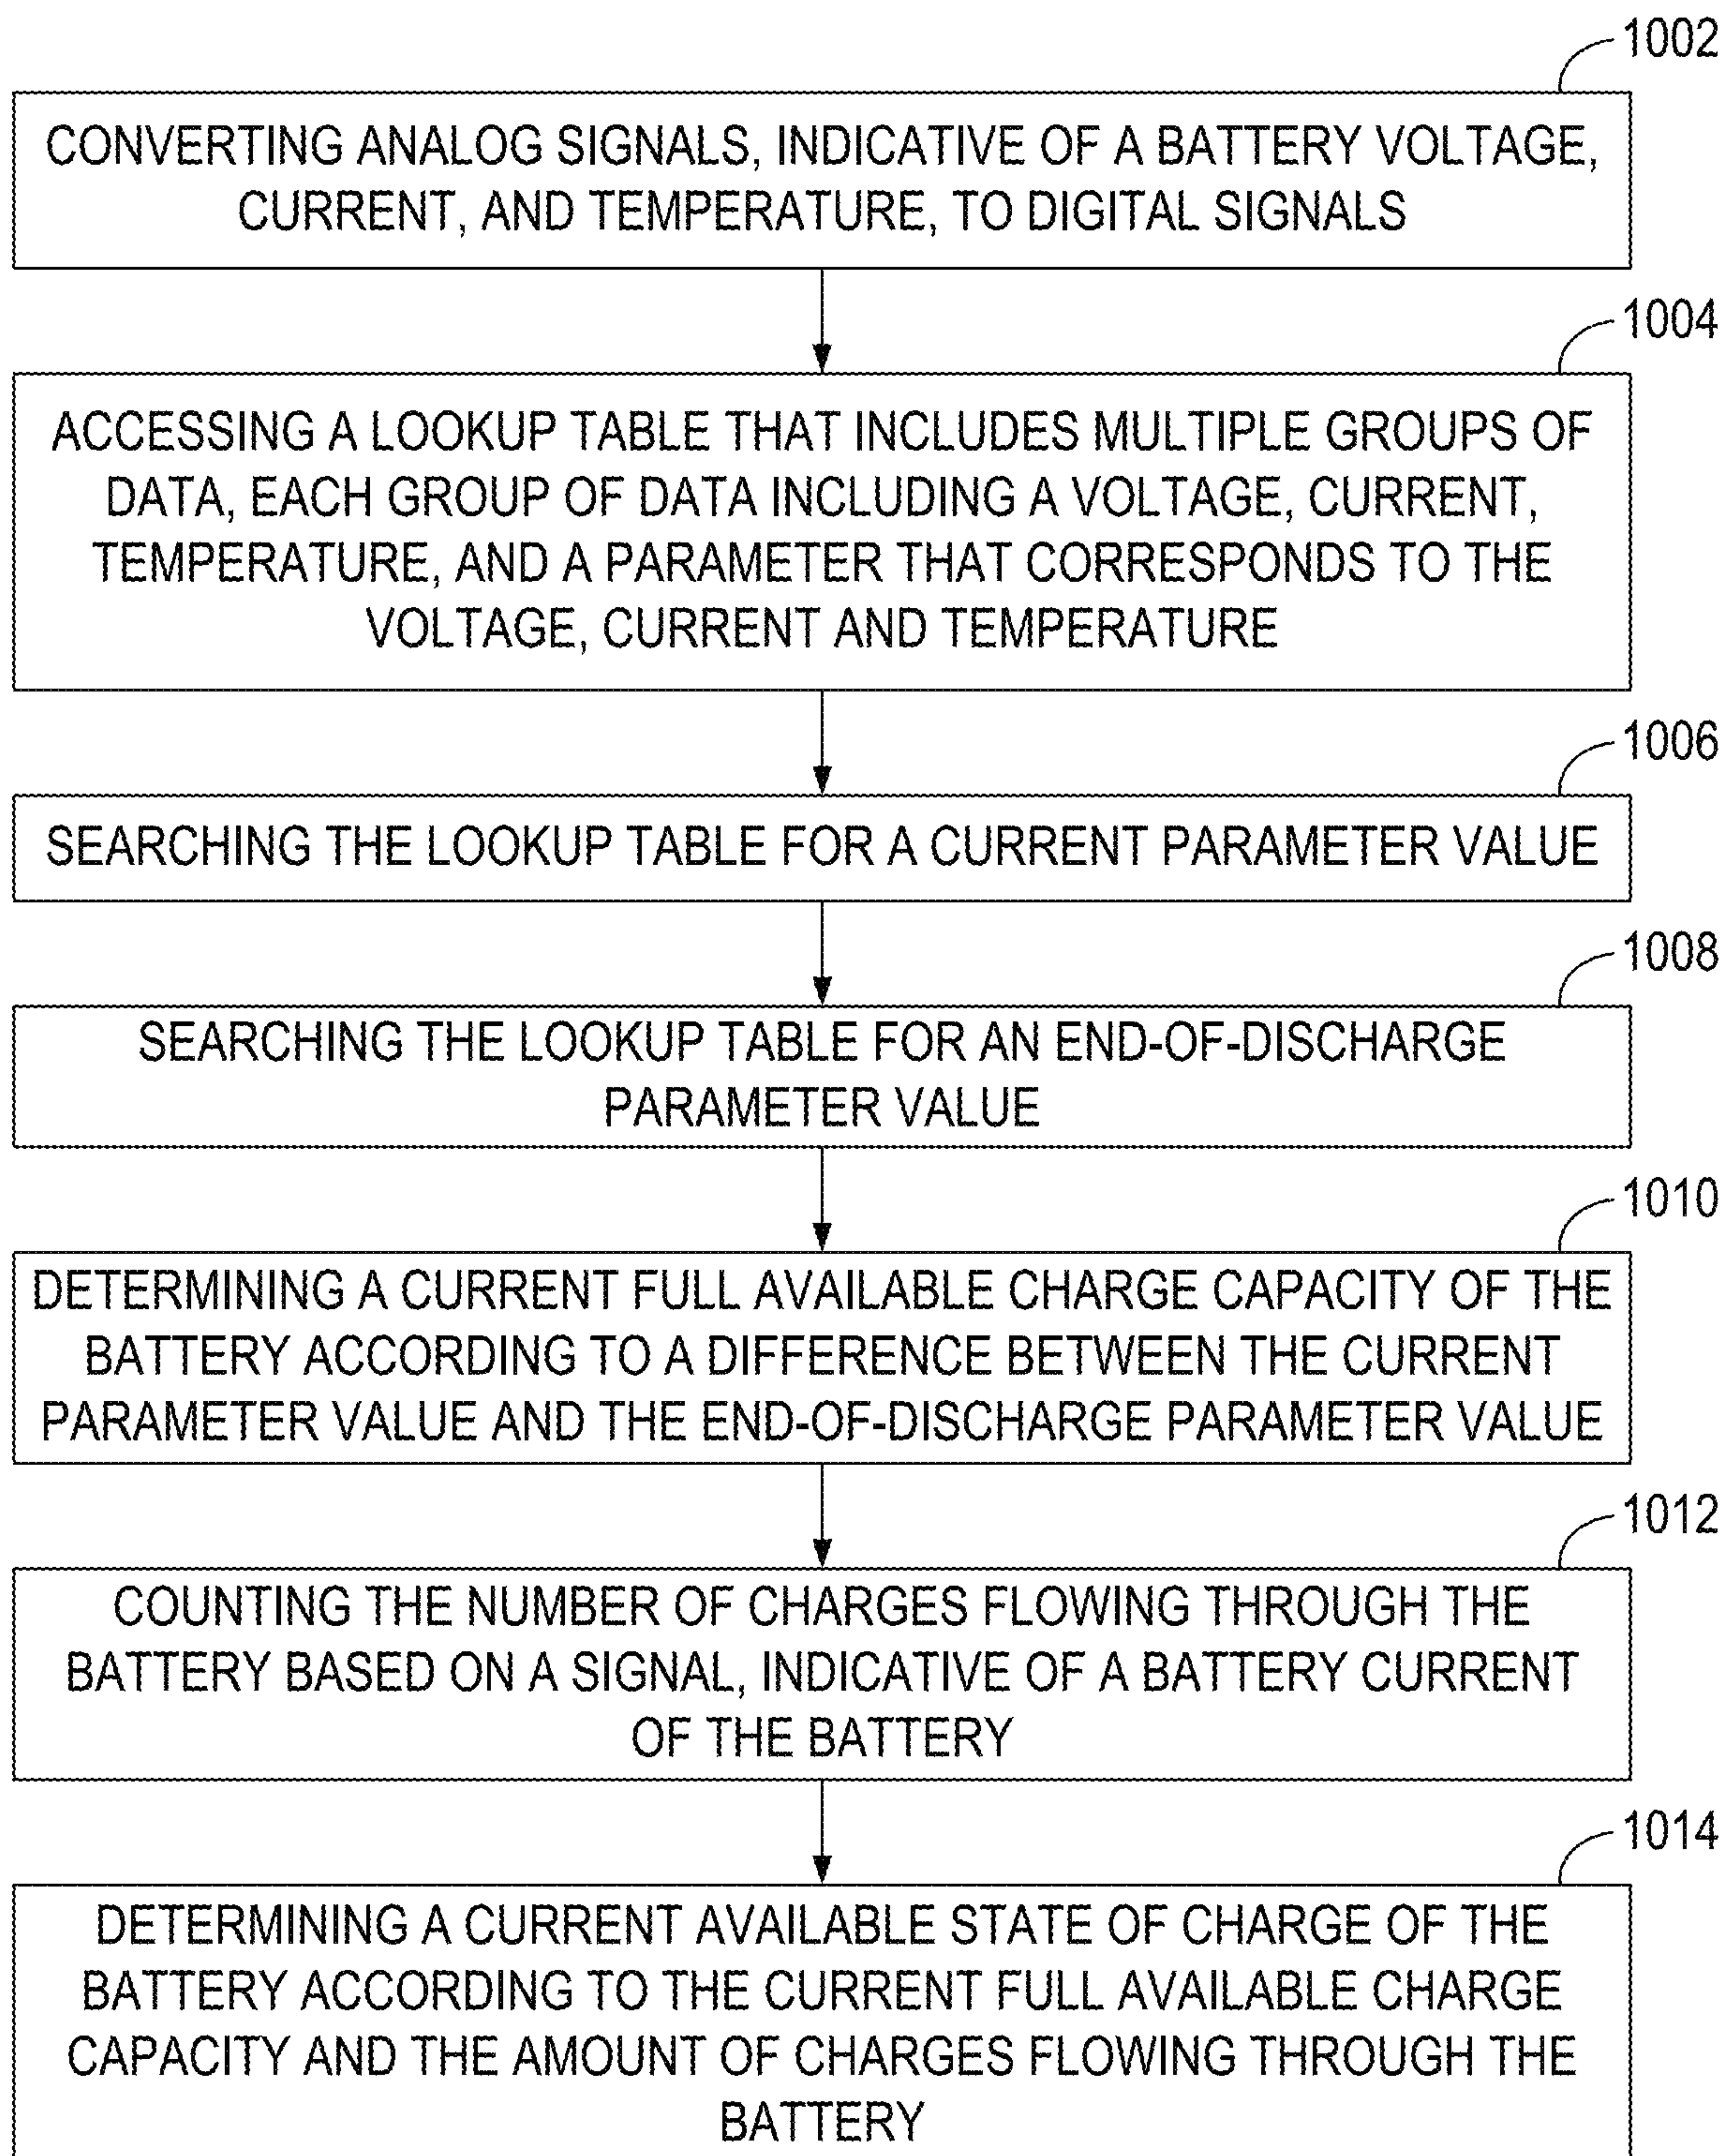 1002
CONVERTING ANALOG SIGNALS, INDICATIVE OF A BATTERY VOLTAGE,
CURRENT, AND TEMPERATURE, TO DIGITAL SIGNALS
1004
ACCESSING A LOOKUP TABLE THAT INCLUDES MULTIPLE GROUPS OF
DATA, EACH GROUP OF DATA INCLUDING A VOLTAGE, CURRENT,
TEMPERATURE, AND A PARAMETER THAT CORRESPONDS TO THE
VOLTAGE, CURRENT AND TEMPERATURE
1006
SEARCHING THE LOOKUP TABLE FOR A CURRENT PARAMETER VALUE
1008
SEARCHING THE LOOKUP TABLE FOR AN END-OF-DISCHARGE
PARAMETER VALUE
1010
DETERMINING A CURRENT FULL AVAILABLE CHARGE CAPACITY OF THE
BATTERY ACCORDING TO A DIFFERENCE BETWEEN THE CURRENT
PARAMETER VALUE AND THE END-OF-DISCHARGE PARAMETER VALUE
1012
COUNTING THE NUMBER OF CHARGES FLOWING THROUGH THE
BATTERY BASED ON A SIGNAL, INDICATIVE OF A BATTERY CURRENT
OF THE BATTERY
1014
DETERMINING A CURRENT AVAILABLE STATE OF CHARGE OF THE
BATTERY ACCORDING TO THE CURRENT FULL AVAILABLE CHARGE
CAPACITY AND THE AMOUNT OF CHARGES FLOWING THROUGH THE
BATTERY